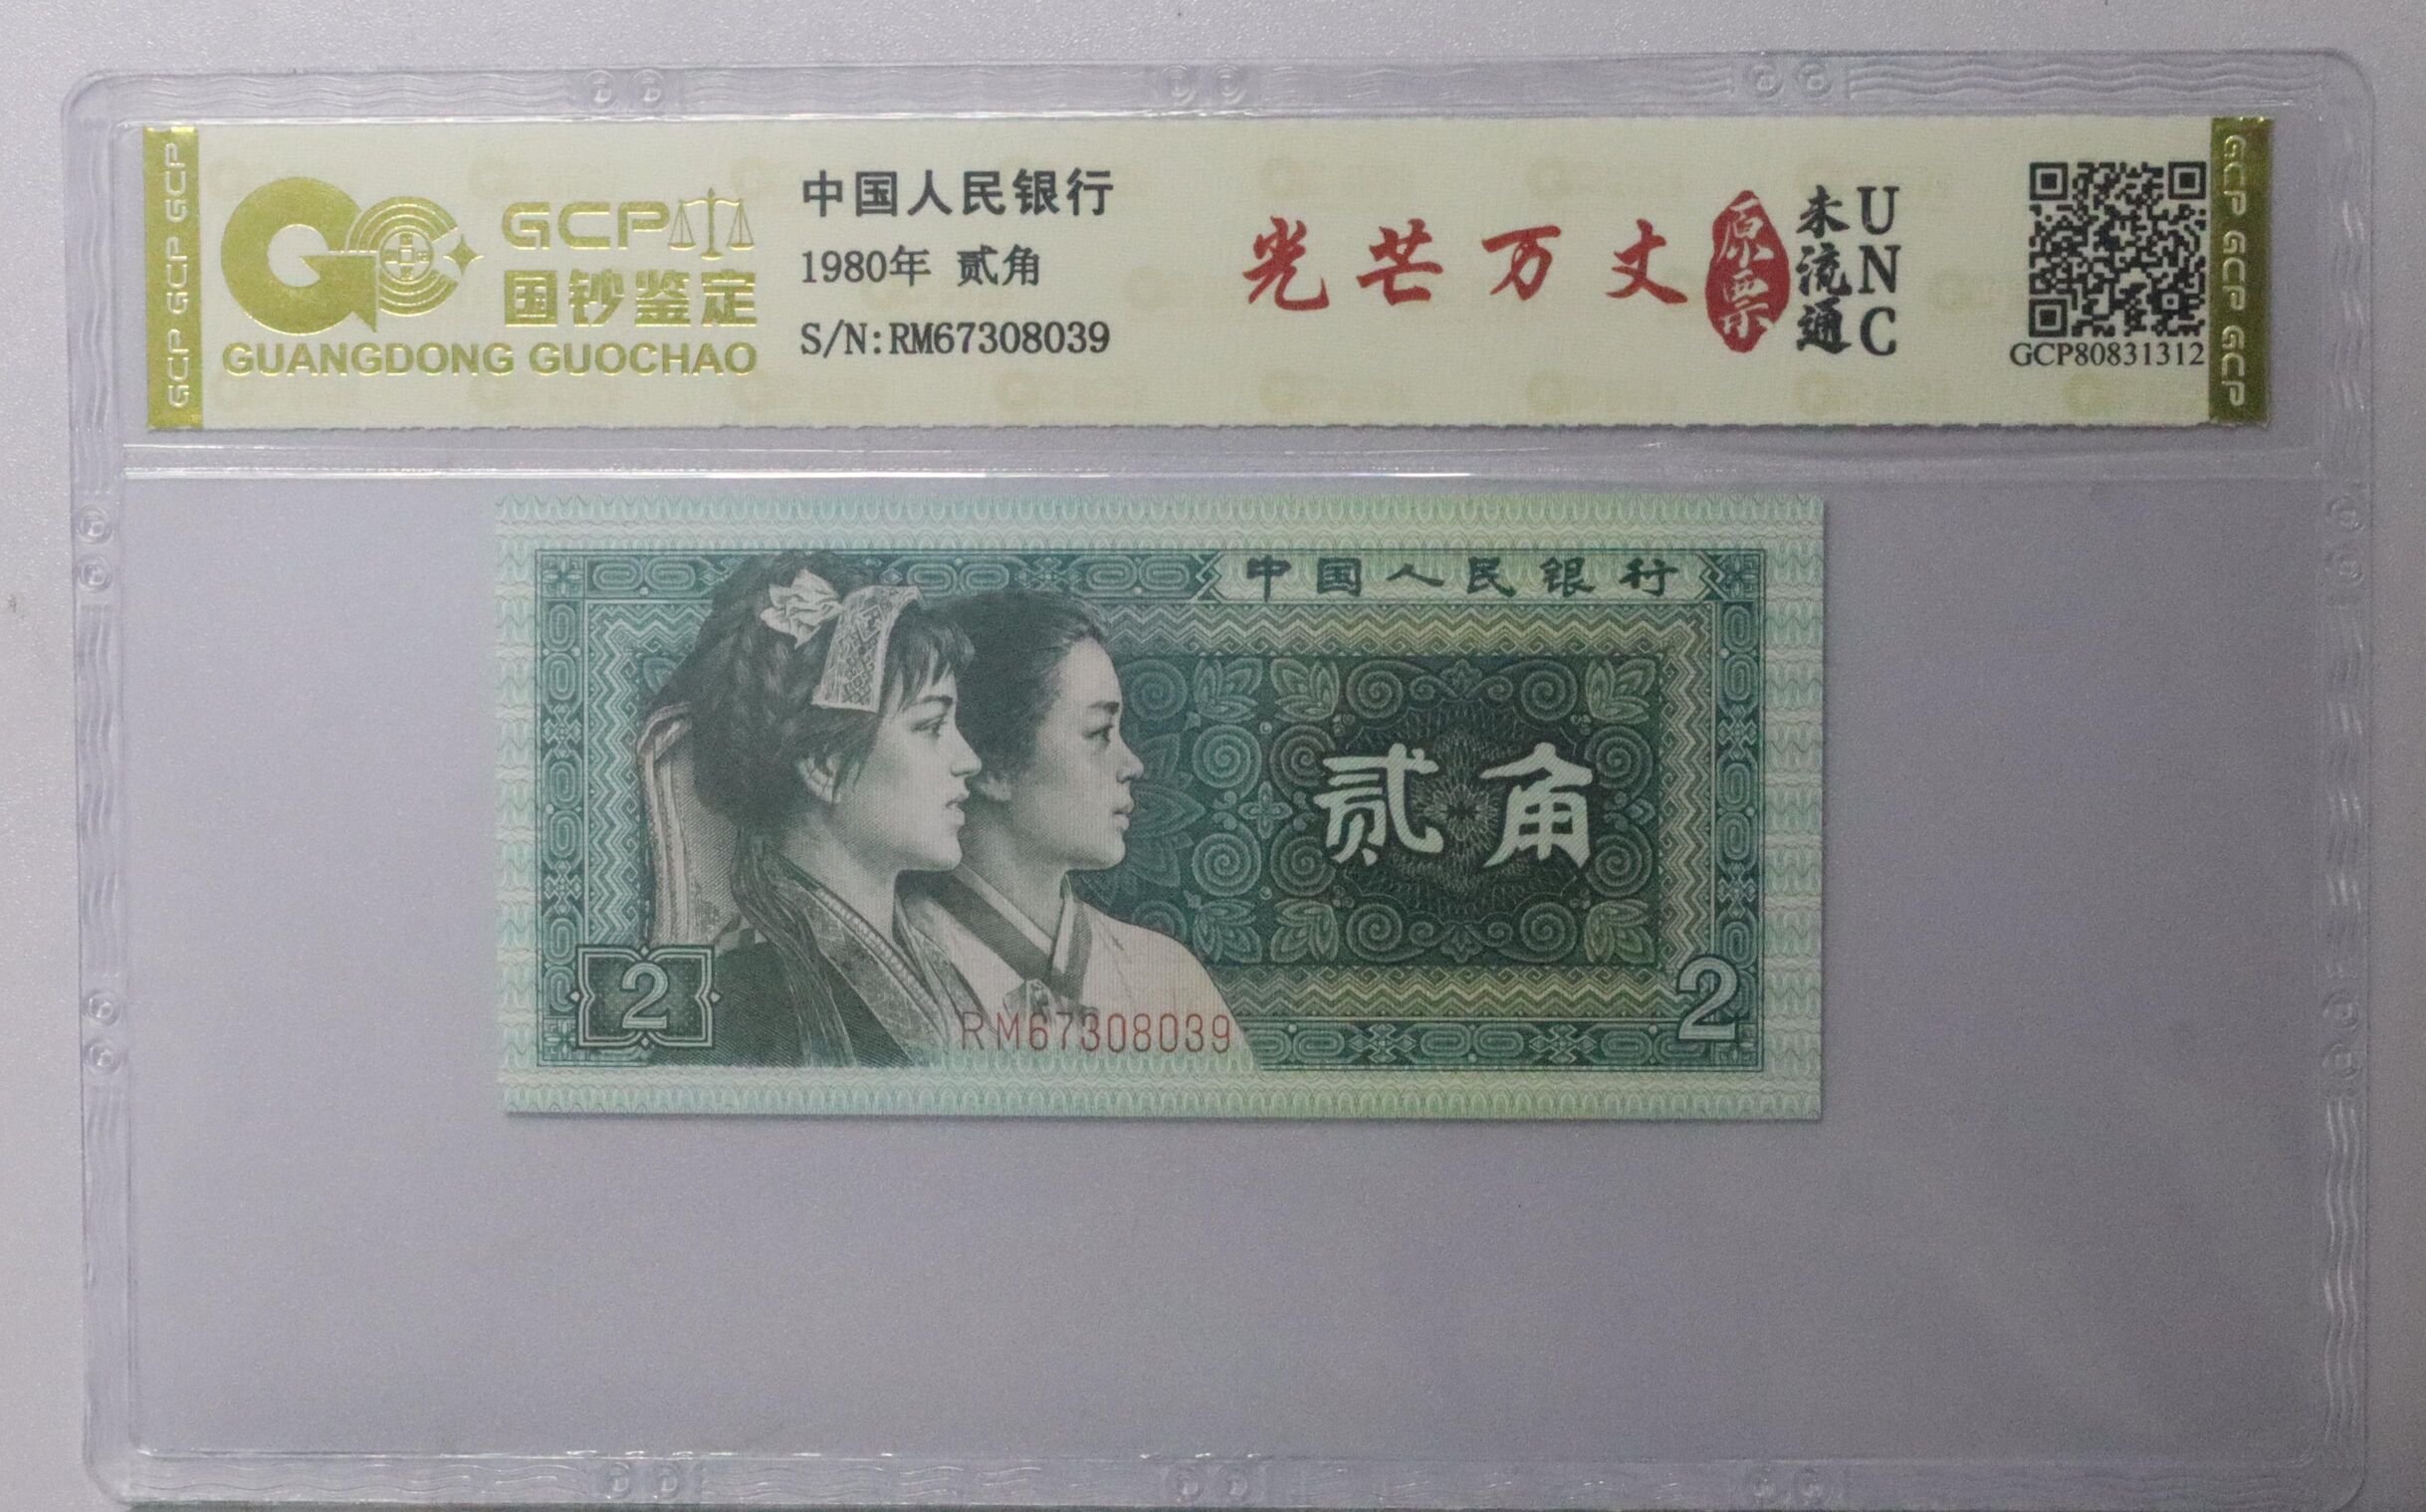 GCP GCP GCP
GCP
国钞鉴定
GUANGDONG GUOCHAO
中国人民银行
1980年 贰角
S/N:RM67308039
光芒万丈
原票
未流通
UNC
GCP80831312
GCP GCP GCP
中国人民银行
贰角
2
RM67308039
2